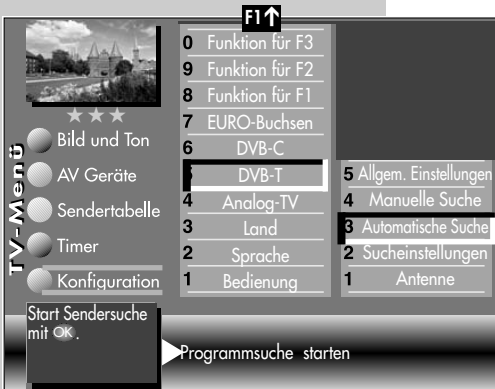 F1↑
0 Funktion für F3
9 Funktion für F2
8 Funktion für F1
7 EURO-Buchsen
6 DVB-C
5 DVB-T
4 Analog-TV
3 Land
2 Sprache
1 Bedienung
TV-Menü
Bild und Ton
AV Geräte
Sendertabelle
Timer
Konfiguration
5 Allgem. Einstellungen
4 Manuelle Suche
3 Automatische Suche
2 Sucheinstellungen
1 Antenne
Start Sendersuche
mit OK.
Programmsuche starten